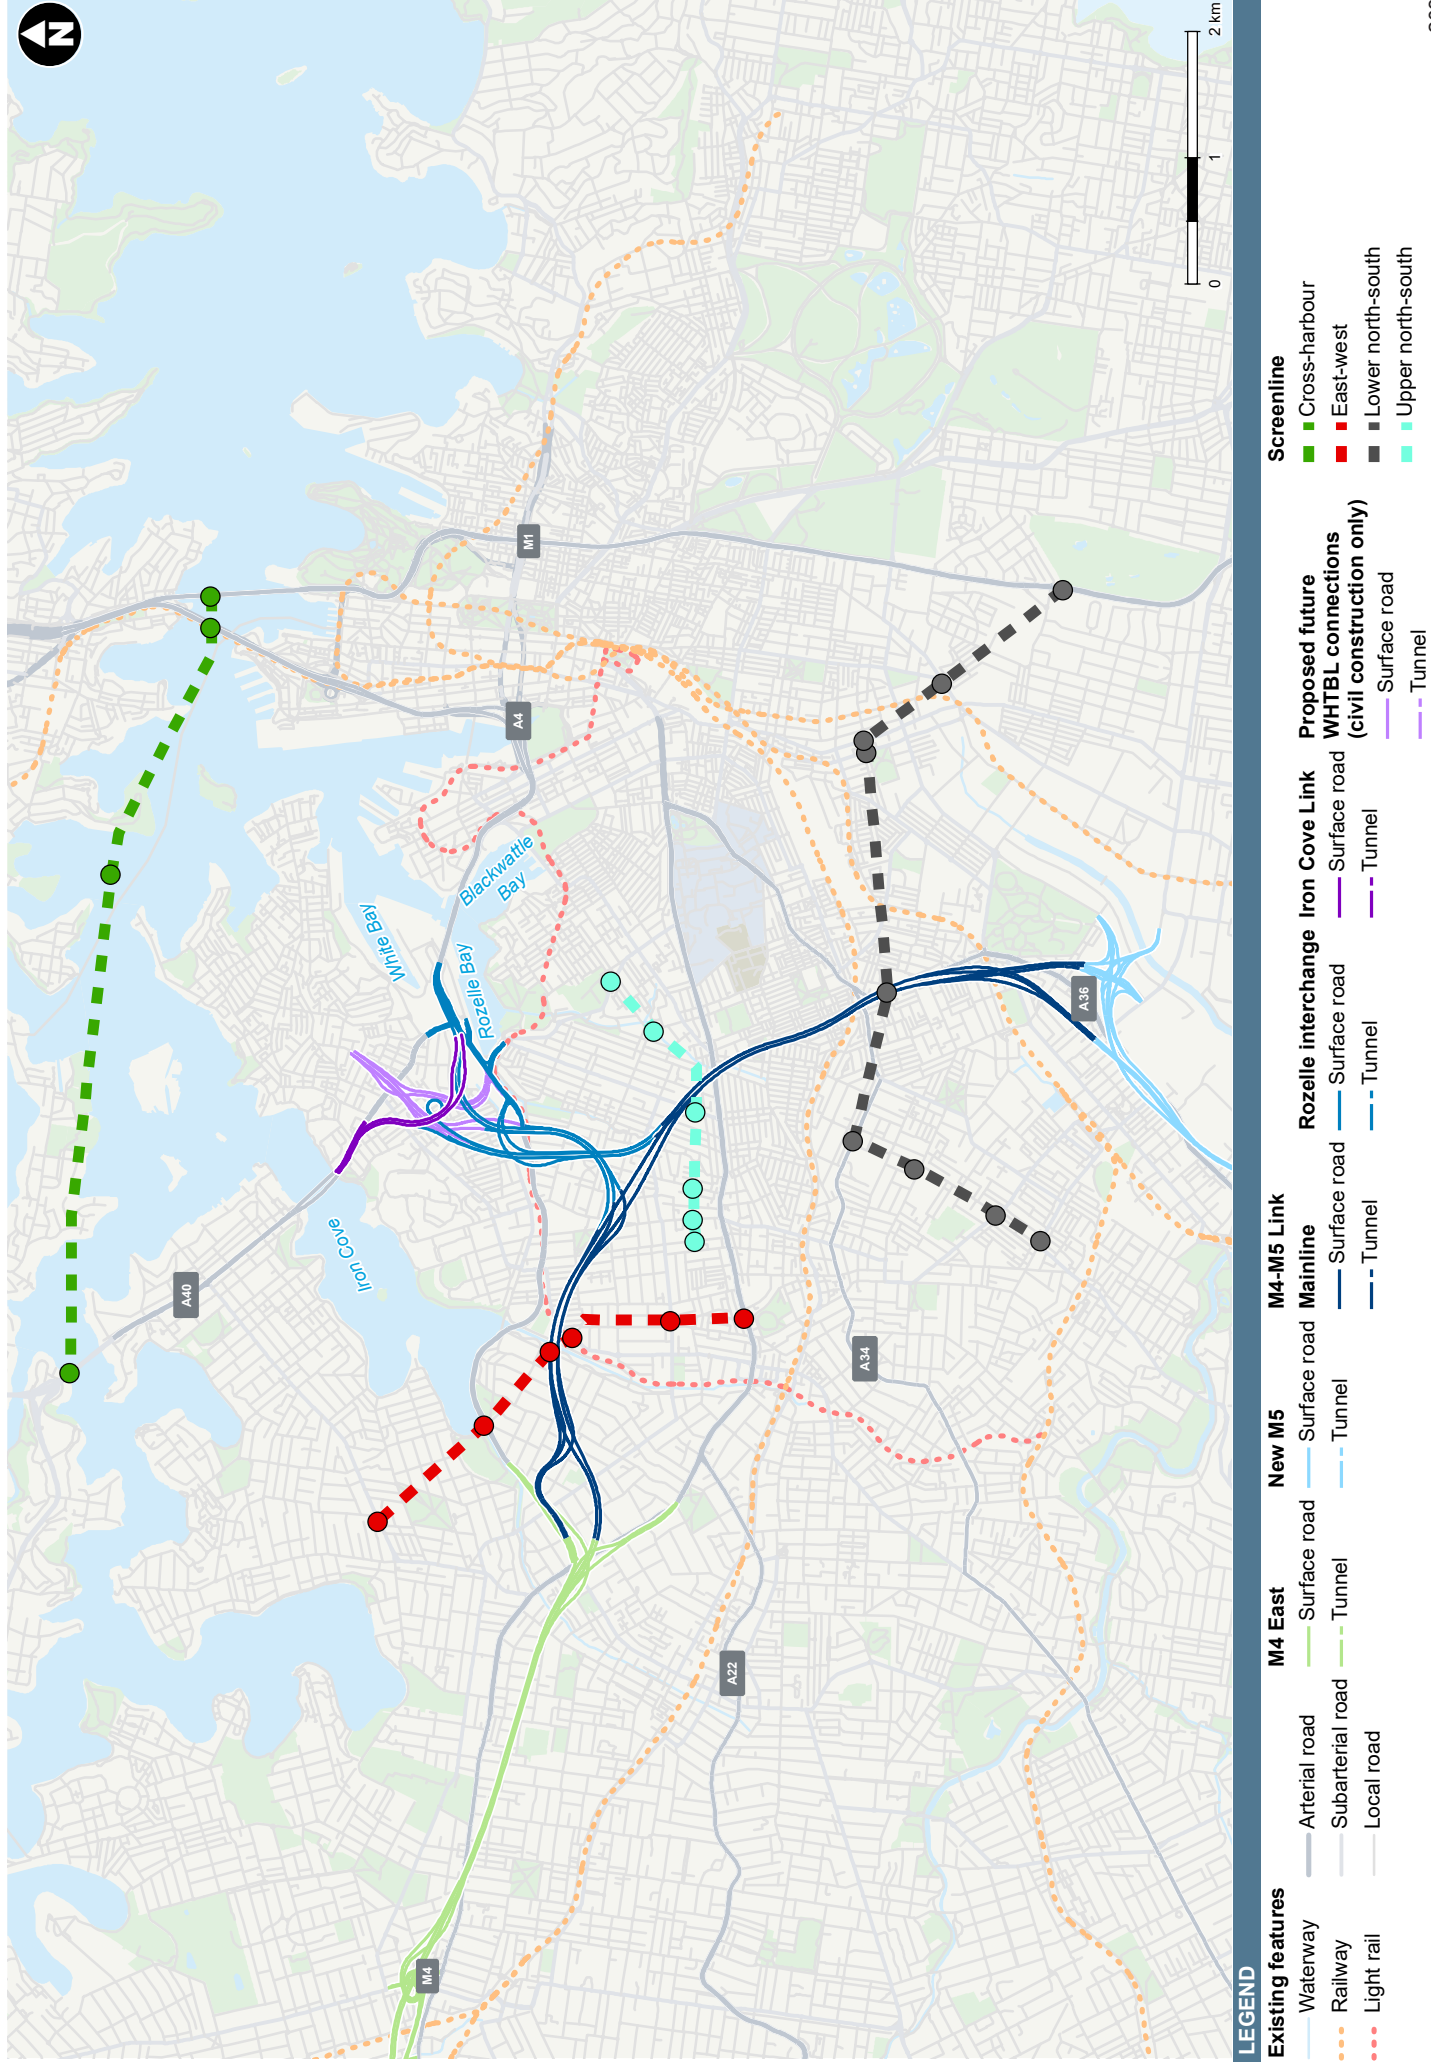 N
A40
M1
A4
White Bay
Blackwattle
Bay
Rozelle Bay
Iron Cove
A36
A34
A22
M4
0
1
2 km
LEGEND
Existing features
Waterway
Railway
Light rail
Arterial road
Subarterial road
Local road
M4 East
Surface road
Tunnel
New M5
Surface road
Tunnel
M4-M5 Link
Mainline
Surface road
Tunnel
Rozelle interchange
Surface road
Tunnel
Iron Cove Link
Surface road
Tunnel
Proposed future
WHTBL connections
(civil construction only)
Surface road
Tunnel
Screenline
Cross-harbour
East-west
Lower north-south
Upper north-south